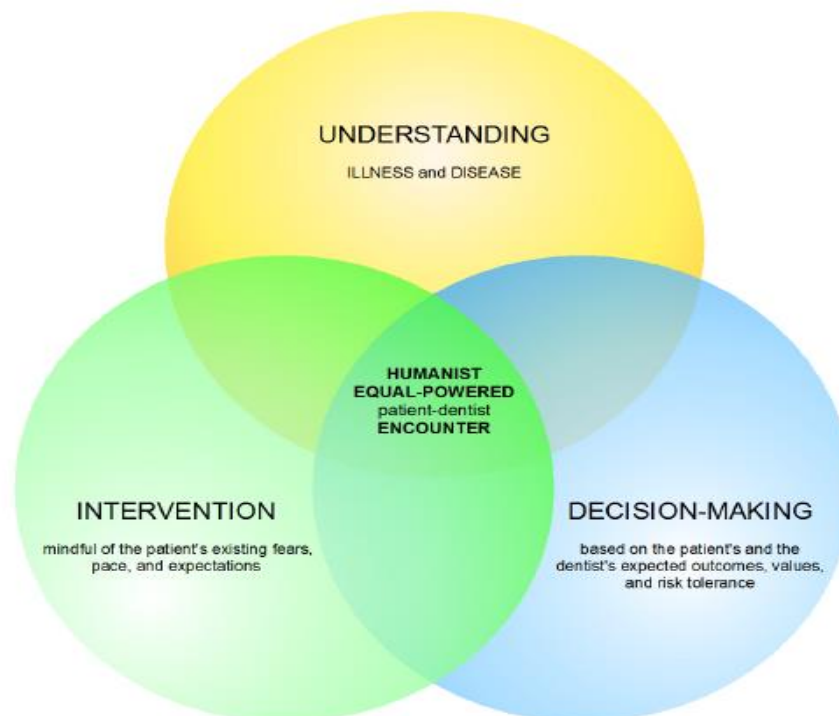 UNDERSTANDING
ILLNESS and DISEASE
HUMANIST
EQUAL-POWERED
patient-dentist
ENCOUNTER
INTERVENTION
mindful of the patient's existing fears,
pace, and expectations
DECISION-MAKING
based on the patient's and the
dentist's expected outcomes, values,
and risk tolerance